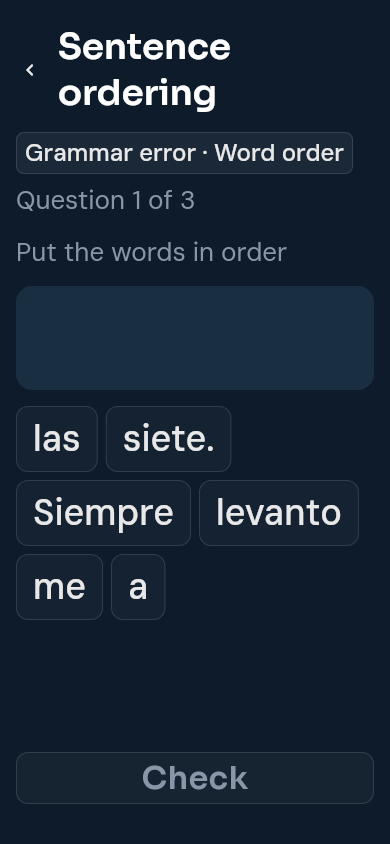 Sentence
ordering
Grammar error · Word order
Question 1 of 3
Put the words in order
las siete.
Siempre levanto
me a
Check